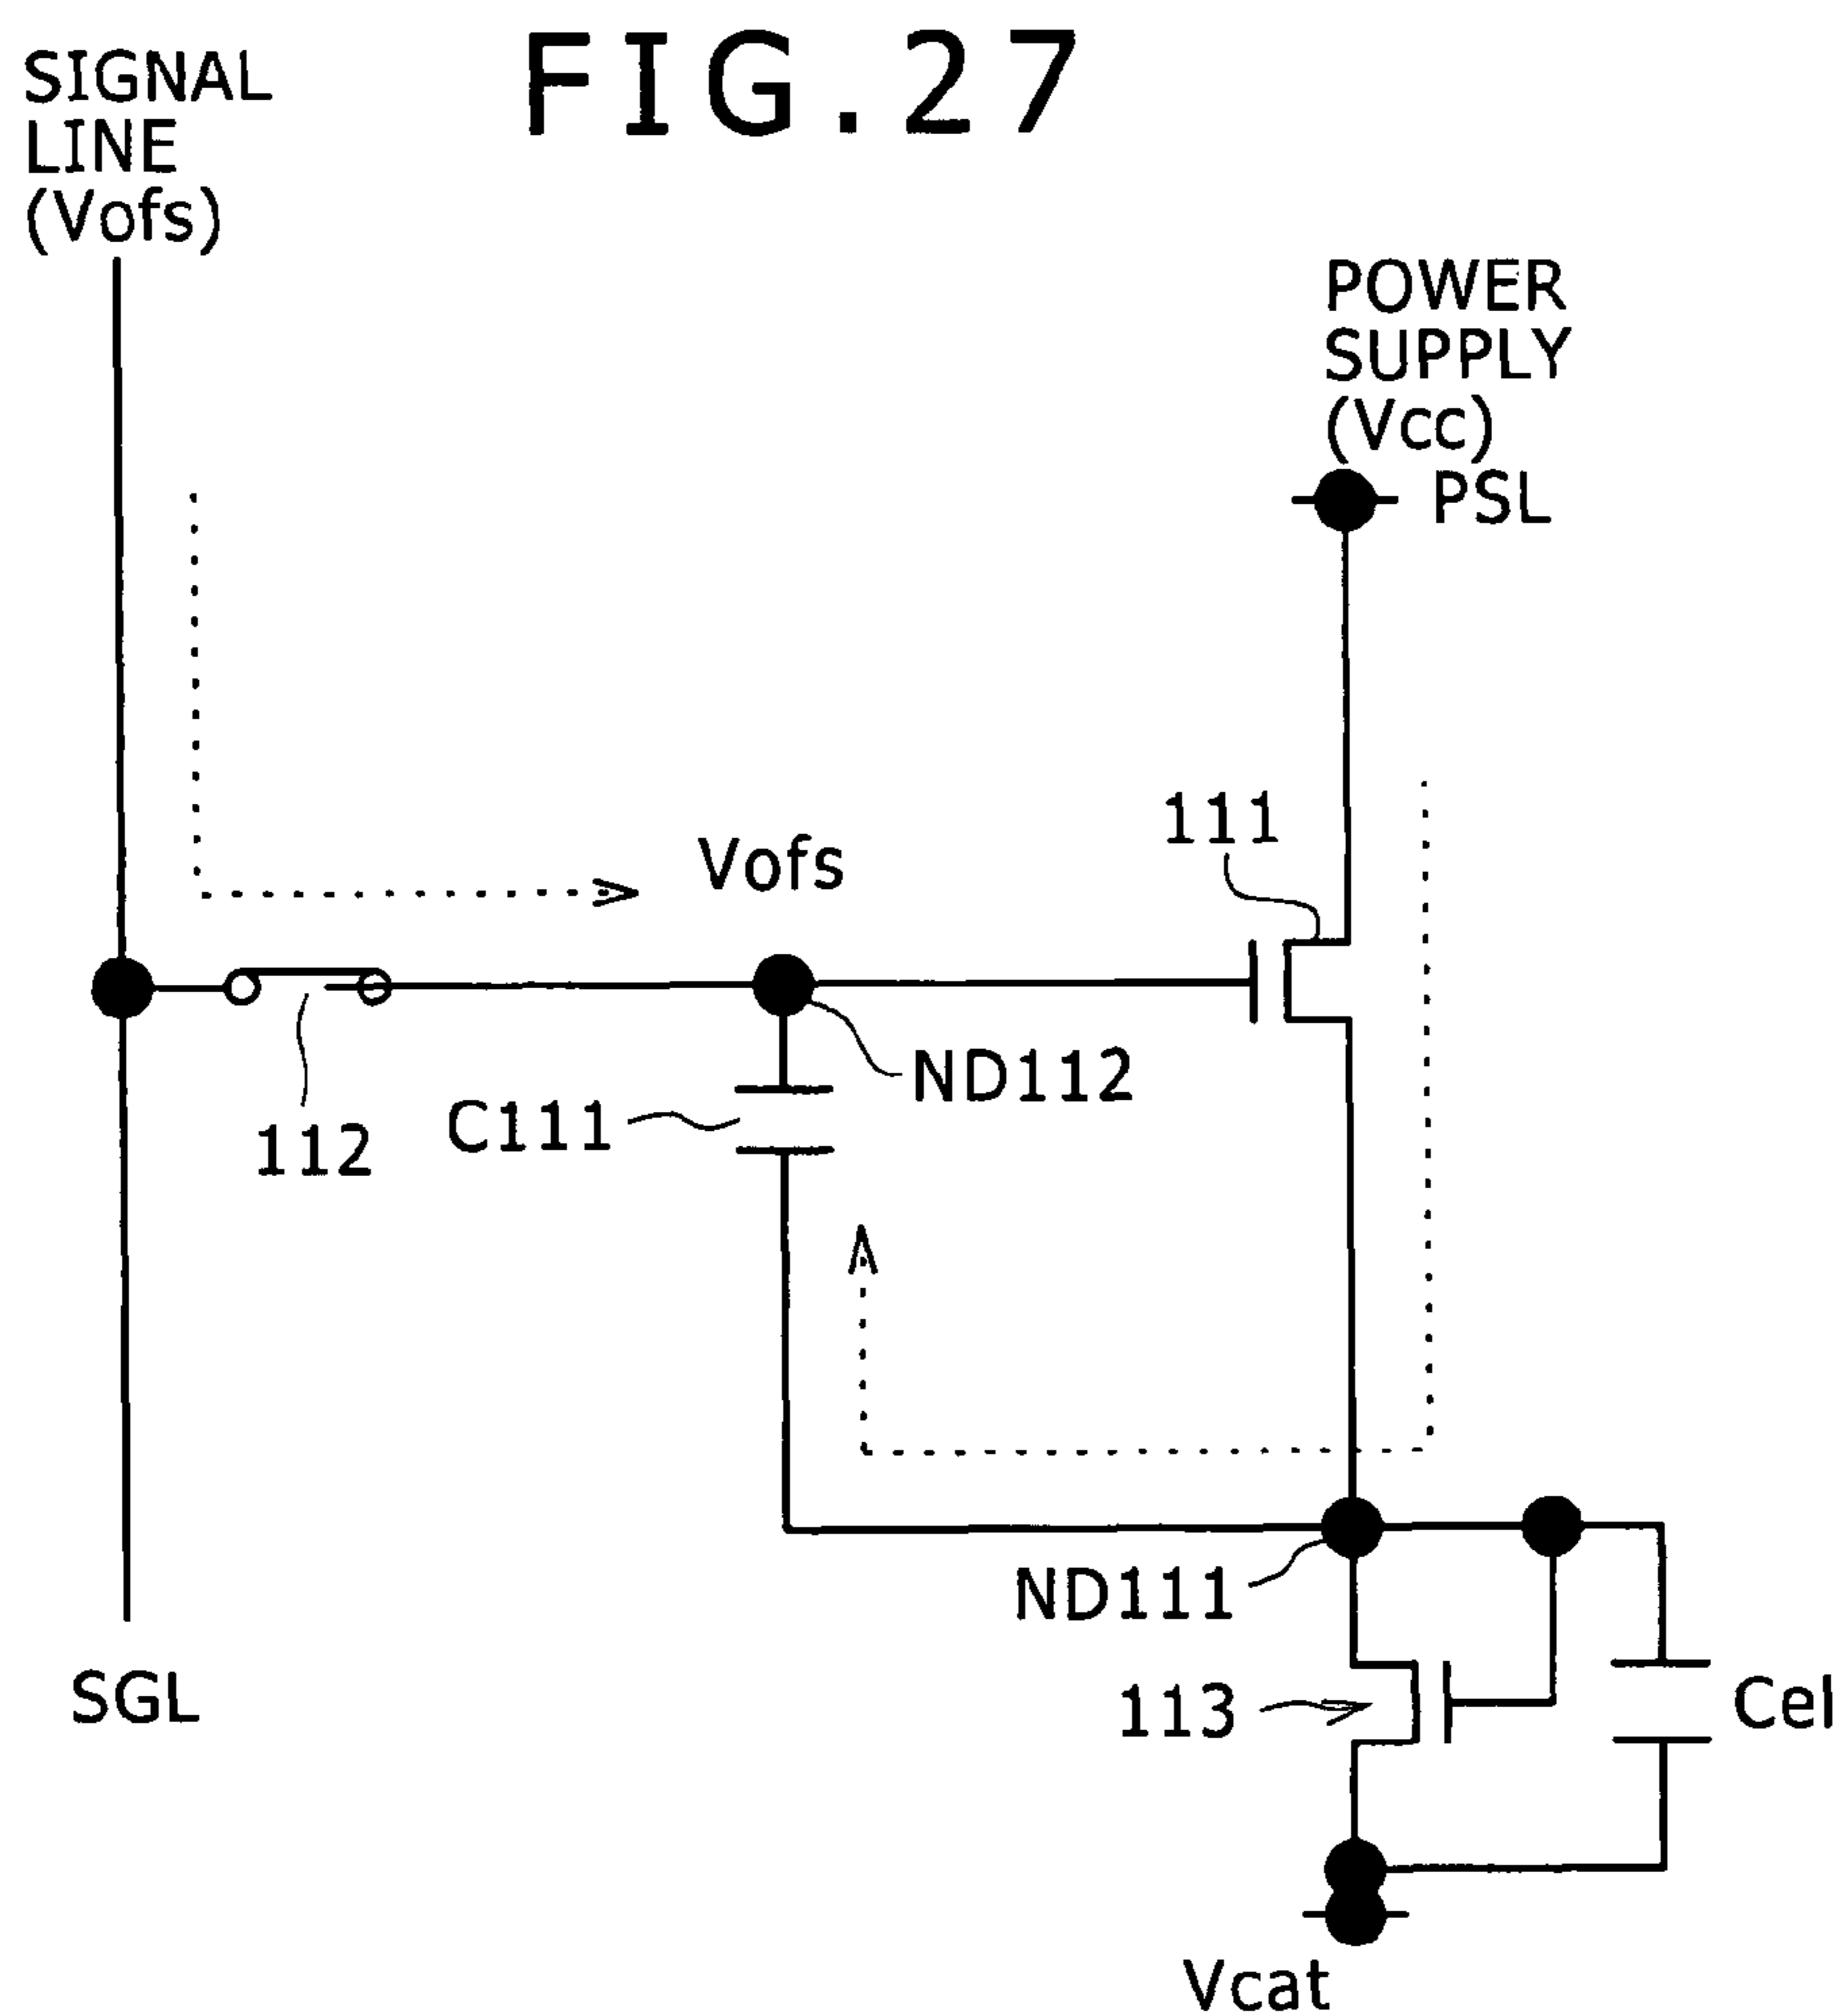 FIG.27
SIGNAL
LINE
(Vofs)
POWER
SUPPLY
(Vcc)
PSL
111
Vofs
ND112
C111
112
ND111
SGL
113
Cel
Vcat